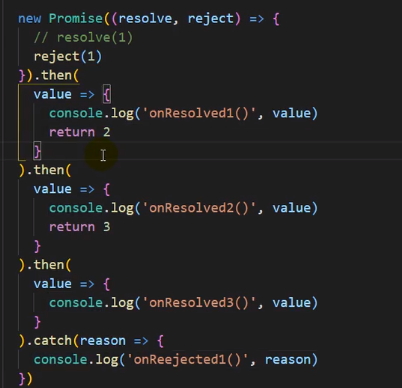 new Promise((resolve, reject) => {
// resolve(1)
reject(1)
}).then(
value => {
console.log('onResolved1()', value)
return 2
}
).then(
value => {
console.log('onResolved2()', value)
return 3
}
).then(
value => {
console.log('onResolved3()', value)
}
).catch(reason => {
console.log('onReejected1()', reason)
})